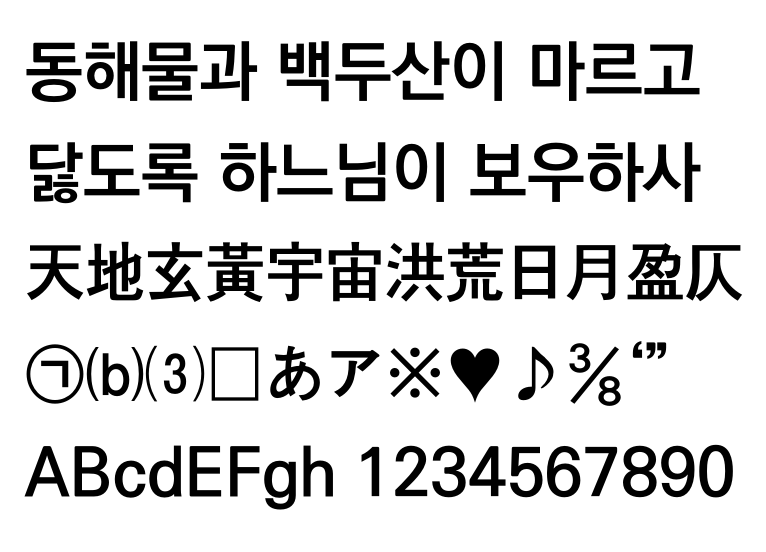 동해물과 백두산이 마르고
닳도록 하느님이 보우하사
天地玄黃宇宙洪荒日月盈仄
㉠⒝⑶□あア※♥♪⅜‘”
ABcdEFgh 1234567890